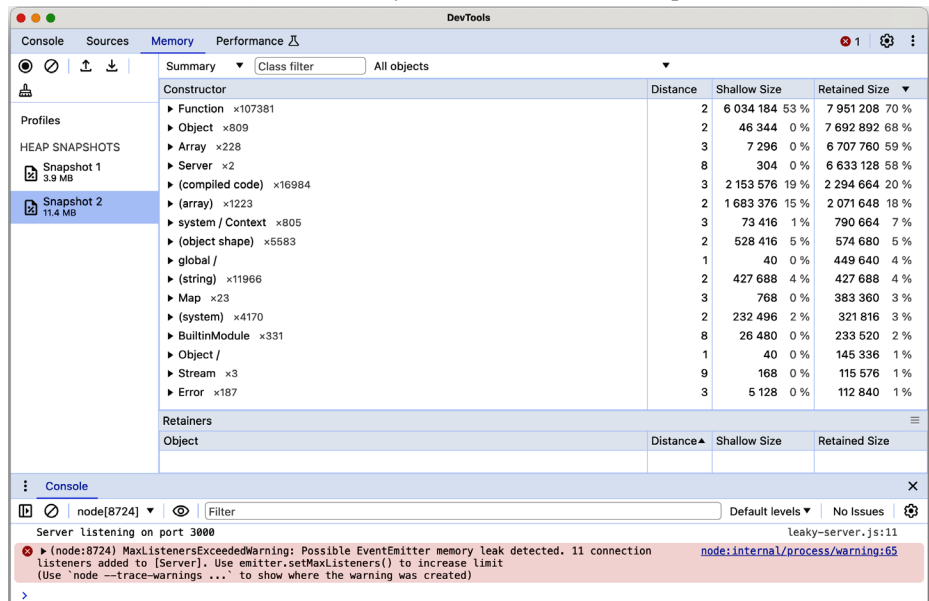 DevTools
Console Sources Memory Performance 1
Summary ▼ Class filter All objects ▼
Profiles
HEAP SNAPSHOTS
Snapshot 1
3.9 MB
Snapshot 2
11.4 MB
Constructor Distance Shallow Size Retained Size ▼
▶ Function ×107381 2 6 034 184 53 % 7 951 208 70 %
▶ Object ×809 2 46 344 0 % 7 692 892 68 %
▶ Array ×228 3 7 296 0 % 6 707 760 59 %
▶ Server ×2 8 304 0 % 6 633 128 58 %
▶ (compiled code) ×16984 3 2 153 576 19 % 2 294 664 20 %
▶ (array) ×1223 2 1 683 376 15 % 2 071 648 18 %
▶ system / Context ×805 3 73 416 1 % 790 664 7 %
▶ (object shape) ×5583 2 528 416 5 % 574 680 5 %
▶ global / 1 40 0 % 449 640 4 %
▶ (string) ×11966 2 427 688 4 % 427 688 4 %
▶ Map ×23 3 768 0 % 383 360 3 %
▶ (system) ×4170 2 232 496 2 % 321 816 3 %
▶ BuiltinModule ×331 8 26 480 0 % 233 520 2 %
▶ Object / 1 40 0 % 145 336 1 %
▶ Stream ×3 9 168 0 % 115 576 1 %
▶ Error ×187 3 5 128 0 % 112 840 1 %
Retainers
Object Distance▲ Shallow Size Retained Size
Console
node[8724] ▼ Filter Default levels ▼ No Issues
Server listening on port 3000 leaky-server.js:11
▶ (node:8724) MaxListenersExceededWarning: Possible EventEmitter memory leak detected. 11 connection node:internal/process/warning:65
listeners added to [Server]. Use emitter.setMaxListeners() to increase limit
(Use `node --trace-warnings ...` to show where the warning was created)
>